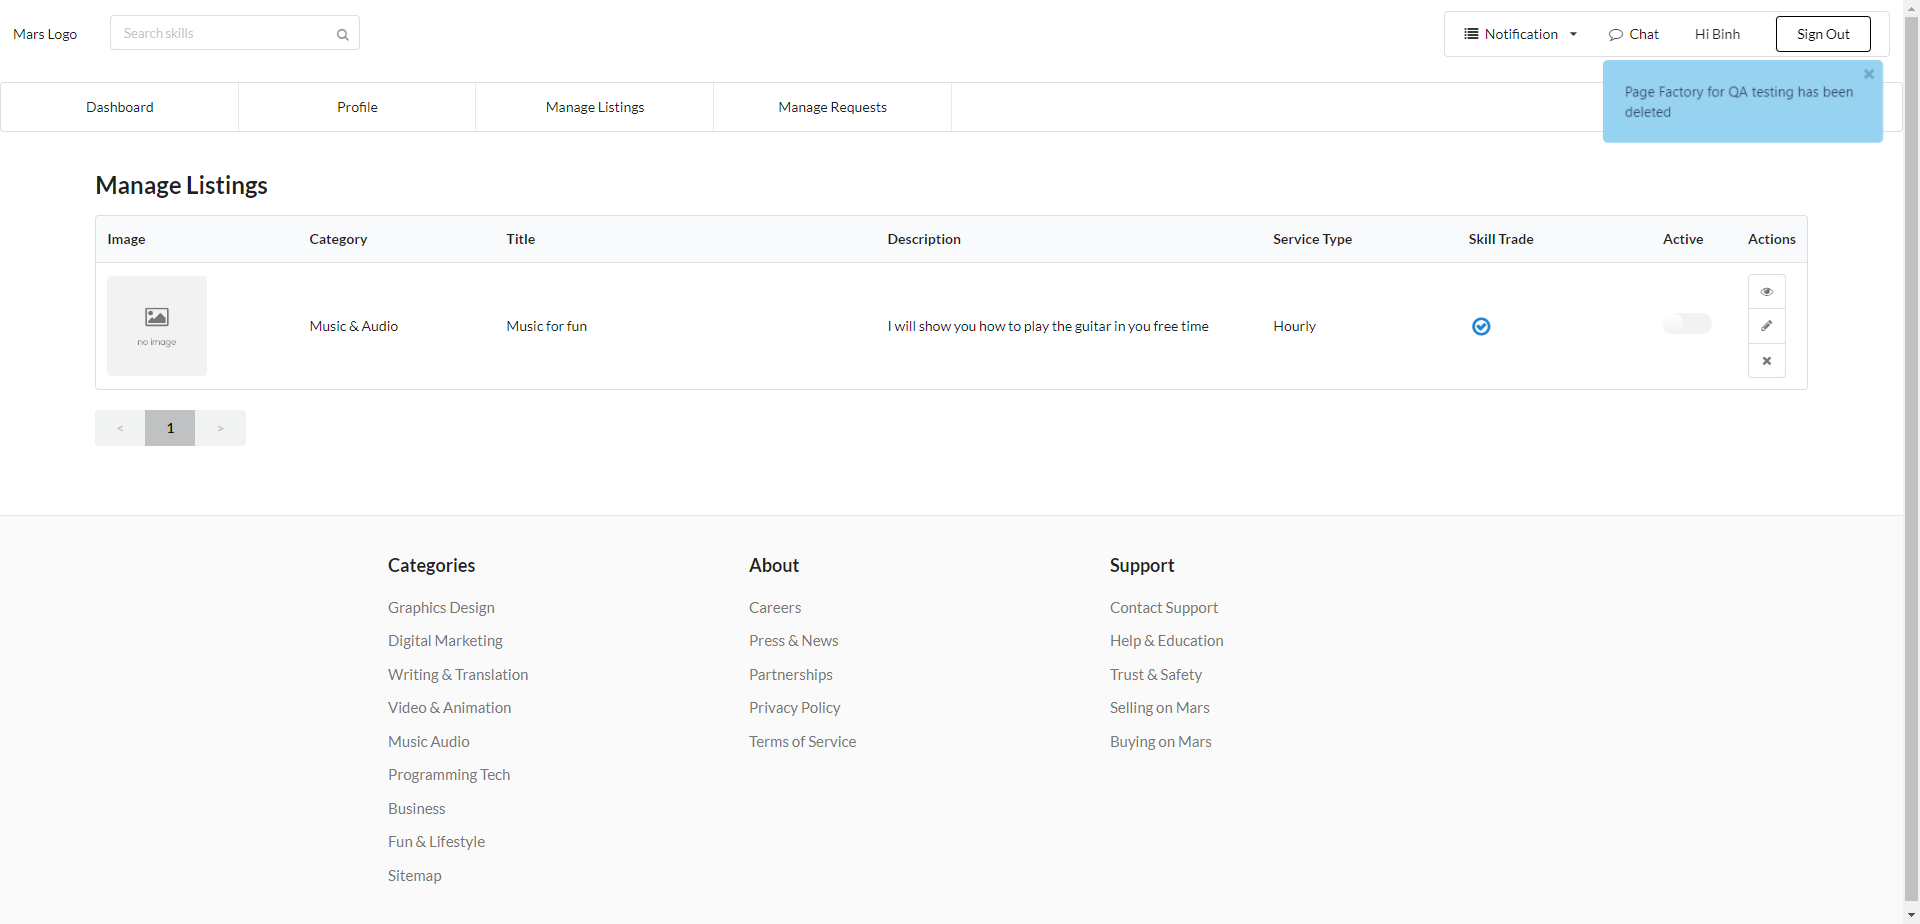 Mars Logo
Search skills
Notification
Chat
Hi Binh
Sign Out
Page Factory for QA testing has been
deleted
Dashboard
Profile
Manage Listings
Manage Requests
Manage Listings
Image
Category
Title
Description
Service Type
Skill Trade
Active
Actions
no image
Music & Audio
Music for fun
I will show you how to play the guitar in you free time
Hourly
< 1 >
Categories
Graphics Design
Digital Marketing
Writing & Translation
Video & Animation
Music Audio
Programming Tech
Business
Fun & Lifestyle
Sitemap
About
Careers
Press & News
Partnerships
Privacy Policy
Terms of Service
Support
Contact Support
Help & Education
Trust & Safety
Selling on Mars
Buying on Mars